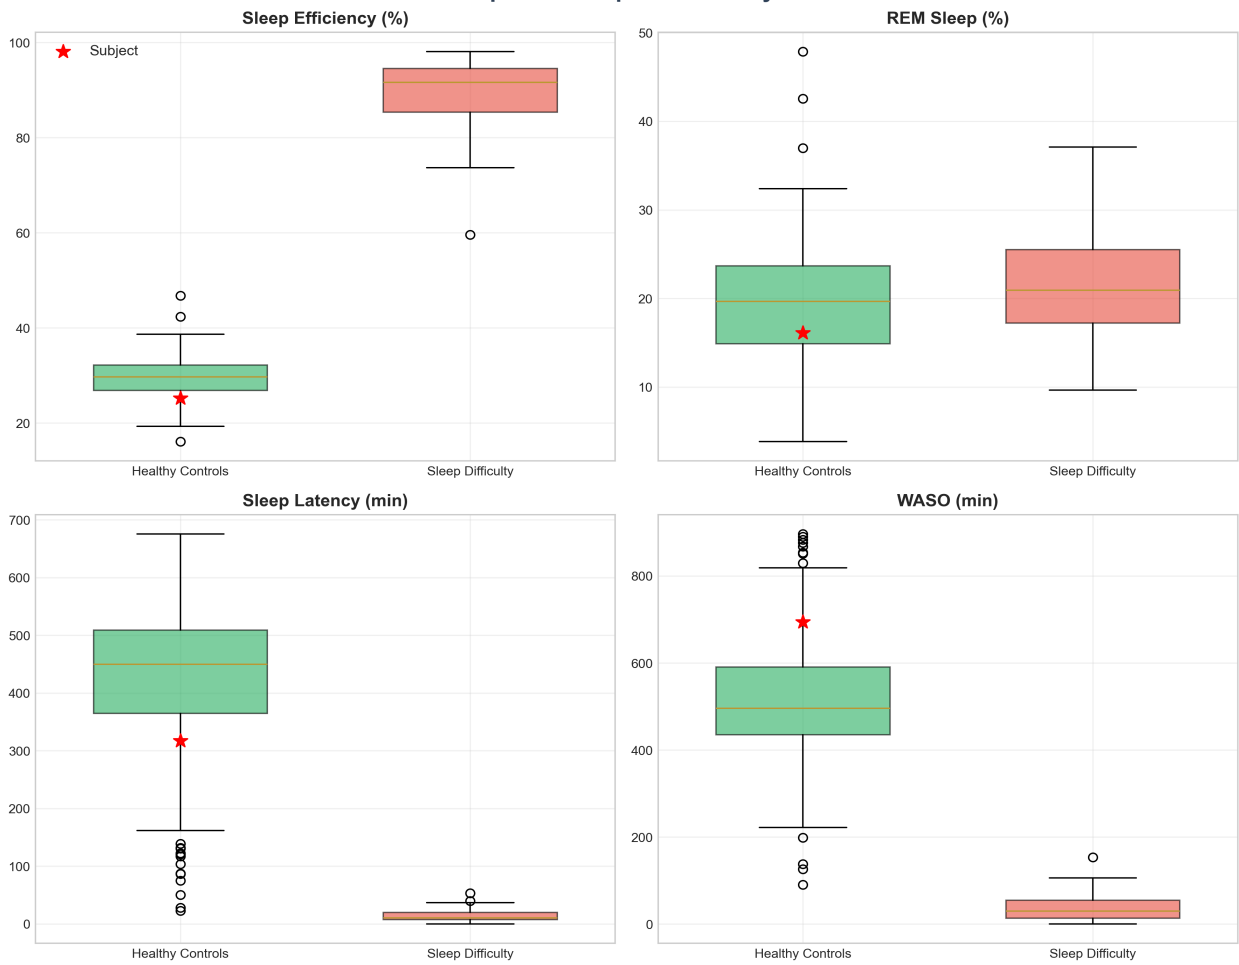 Sleep Efficiency (%)
100
80
60
40
20
Subject
Healthy Controls
Sleep Difficulty
REM Sleep (%)
50
40
30
20
10
Healthy Controls
Sleep Difficulty
Sleep Latency (min)
700
600
500
400
300
200
100
0
Healthy Controls
Sleep Difficulty
WASO (min)
800
600
400
200
0
Healthy Controls
Sleep Difficulty